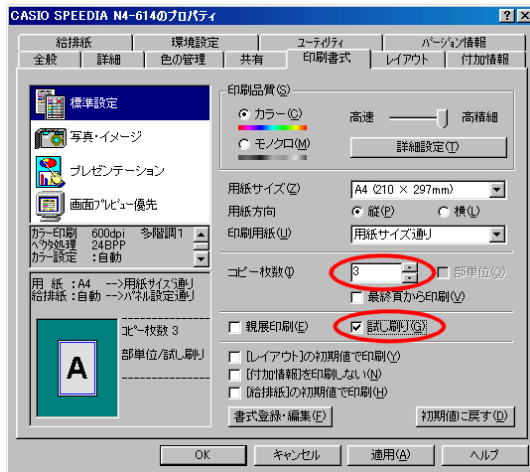 CASIO SPEEDIA N4-614のプロパティ
給排紙 環境設定 ユーティリティ バージョン情報
全般 詳細 色の管理 共有 印刷書式 レイアウト 付加情報
標準設定
写真・イメージ
プレゼンテーション
画面プレビュー優先
カラー印刷 600dpi 多階調1
ベクタ処理 24BPP
カラー設定 :自動
用 紙 :A4 -->用紙サイズ通り
給排紙 :自動 -->パネル設定通り
A
コピー枚数 3
部単位/試し刷り
印刷品質(S)
カラー(C)
モノクロ(M)
高速 高精細
詳細設定(T)
用紙サイズ(Z) A4 (210 × 297mm)
用紙方向 縦(P) 横(L)
印刷用紙(U) 用紙サイズ通り
コピー枚数(I) 3 部単位(O)
最終頁から印刷(V)
親展印刷(E) 試し刷り(G)
[レイアウト]の初期値で印刷(Y)
[付加情報]を印刷しない(N)
[給排紙]の初期値で印刷(H)
書式登録・編集(F) 初期値に戻す(D)
OK キャンセル 適用(A) ヘルプ